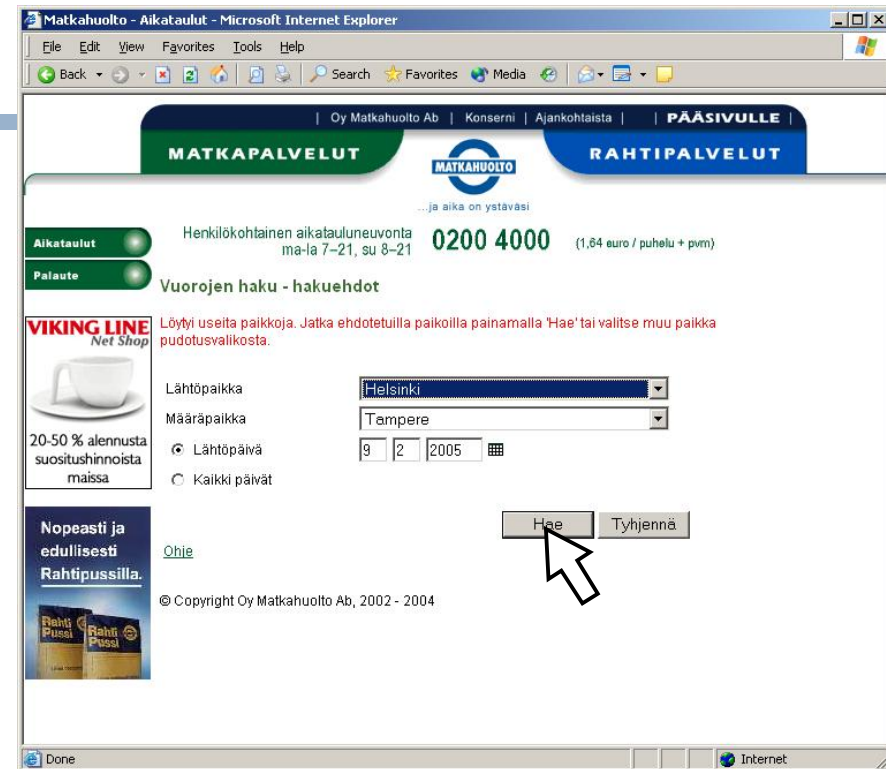 Matkahuolto - Aikataulut - Microsoft Internet Explorer
File Edit View Favorites Tools Help
Back Search Favorites Media
| Oy Matkahuolto Ab | Konserni | Ajankohtaista | | PÄÄSIVULLE |
MATKAPALVELUT MATKAHUOLTO RAHTIPALVELUT
...ja aika on ystäväsi
Henkilökohtainen aikatauluneuvonta
ma-la 7–21, su 8–21
0200 4000 (1,64 euro / puhelu + pvm)
Aikataulut
Palaute
Vuorojen haku - hakuehdot
Löytyi useita paikkoja. Jatka ehdotetuilla paikoilla painamalla 'Hae' tai valitse muu paikka
pudotusvalikosta.
VIKING LINE
Net Shop
20-50 % alennusta
suositushinnoista
maissa
Lähtöpaikka Helsinki
Määräpaikka Tampere
Lähtöpäivä 9 2 2005
Kaikki päivät
Hae Tyhjennä
Nopeasti ja
edullisesti
Rahtipussilla.
Rahti
Pussi
Rahti
Pussi
Ohje
© Copyright Oy Matkahuolto Ab, 2002 - 2004
Done Internet